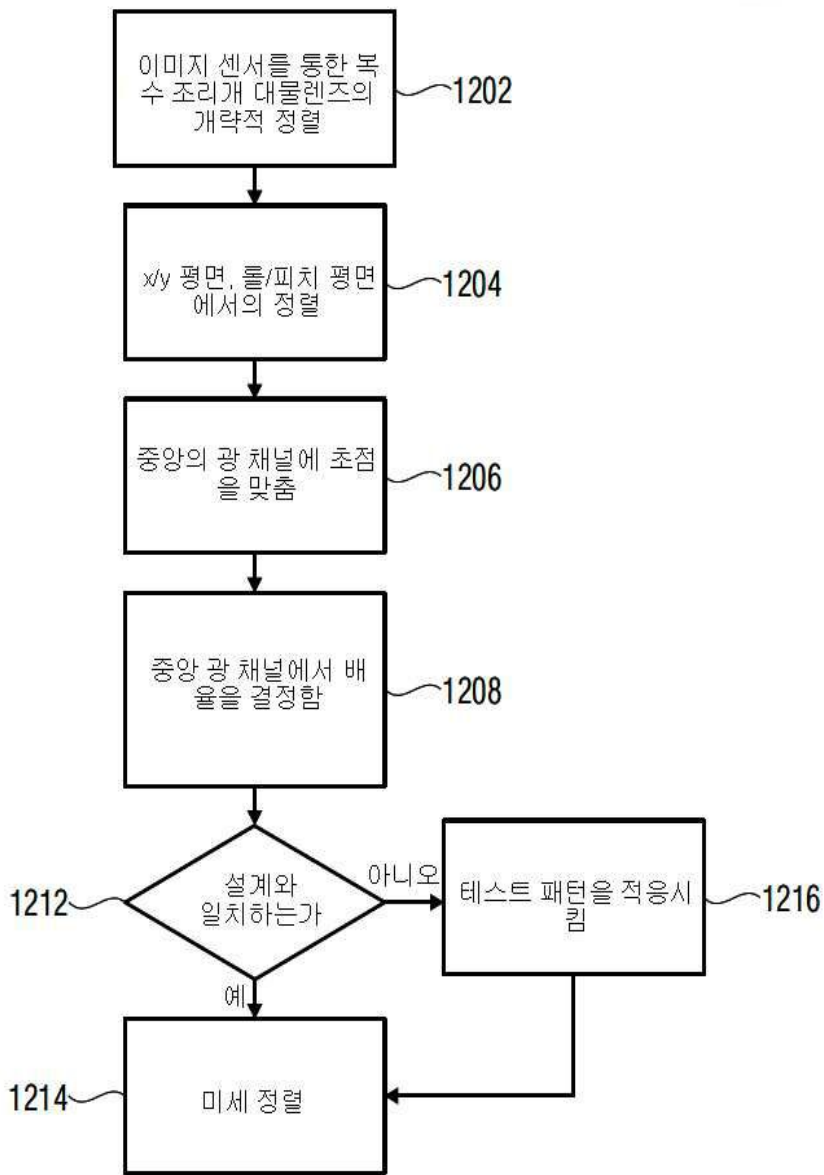 이미지 센서를 통한 복
수 조리개 대물렌즈의
개략적 정렬
1202
x/y 평면, 롤/피치 평면
에서의 정렬
1204
중앙의 광 채널에 초점
을 맞춤
1206
중앙 광 채널에서 배
율을 결정함
1208
설계와
일치하는가
1212
아니오
테스트 패턴을 적응시
킴
1216
예
미세 정렬
1214